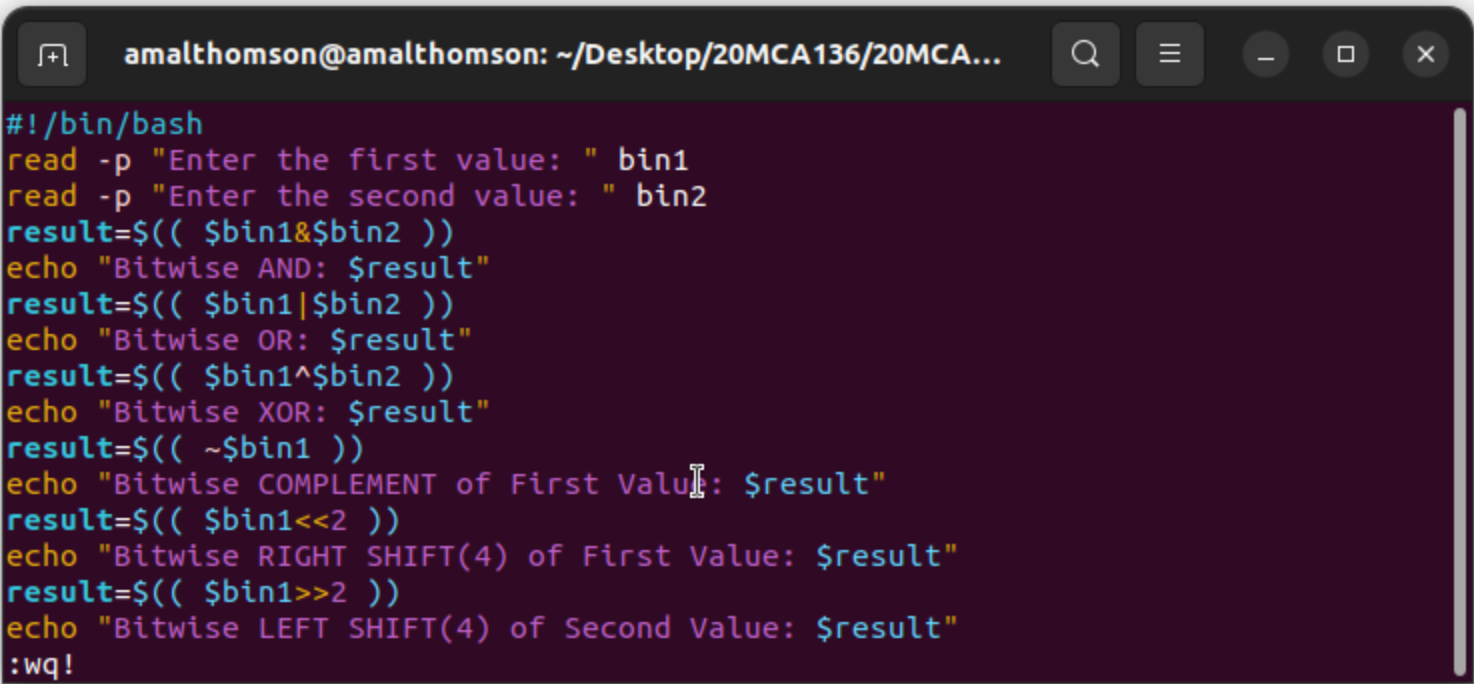 amalthomson@amalthomson: ~/Desktop/20MCA136/20MCA...
#!/bin/bash
read -p "Enter the first value: " bin1
read -p "Enter the second value: " bin2
result=$(( $bin1&$bin2 ))
echo "Bitwise AND: $result"
result=$(( $bin1|$bin2 ))
echo "Bitwise OR: $result"
result=$(( $bin1^$bin2 ))
echo "Bitwise XOR: $result"
result=$(( ~$bin1 ))
echo "Bitwise COMPLEMENT of First Value: $result"
result=$(( $bin1<<2 ))
echo "Bitwise RIGHT SHIFT(4) of First Value: $result"
result=$(( $bin1>>2 ))
echo "Bitwise LEFT SHIFT(4) of Second Value: $result"
:wq!